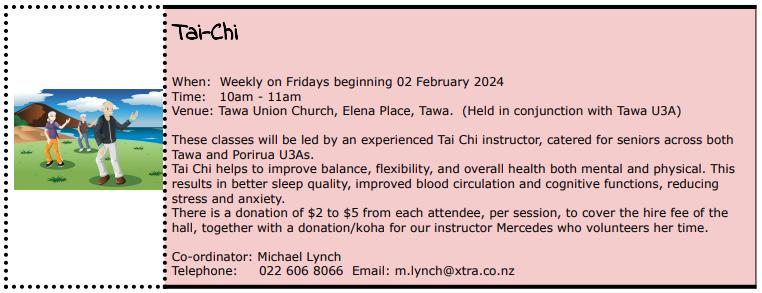 Tai-Chi
When: Weekly on Fridays beginning 02 February 2024
Time: 10am - 11am
Venue: Tawa Union Church, Elena Place, Tawa. (Held in conjunction with Tawa U3A)
These classes will be led by an experienced Tai Chi instructor, catered for seniors across both
Tawa and Porirua U3As.
Tai Chi helps to improve balance, flexibility, and overall health both mental and physical. This
results in better sleep quality, improved blood circulation and cognitive functions, reducing
stress and anxiety.
There is a donation of $2 to $5 from each attendee, per session, to cover the hire fee of the
hall, together with a donation/koha for our instructor Mercedes who volunteers her time.
Co-ordinator: Michael Lynch
Telephone: 022 606 8066 Email: m.lynch@xtra.co.nz